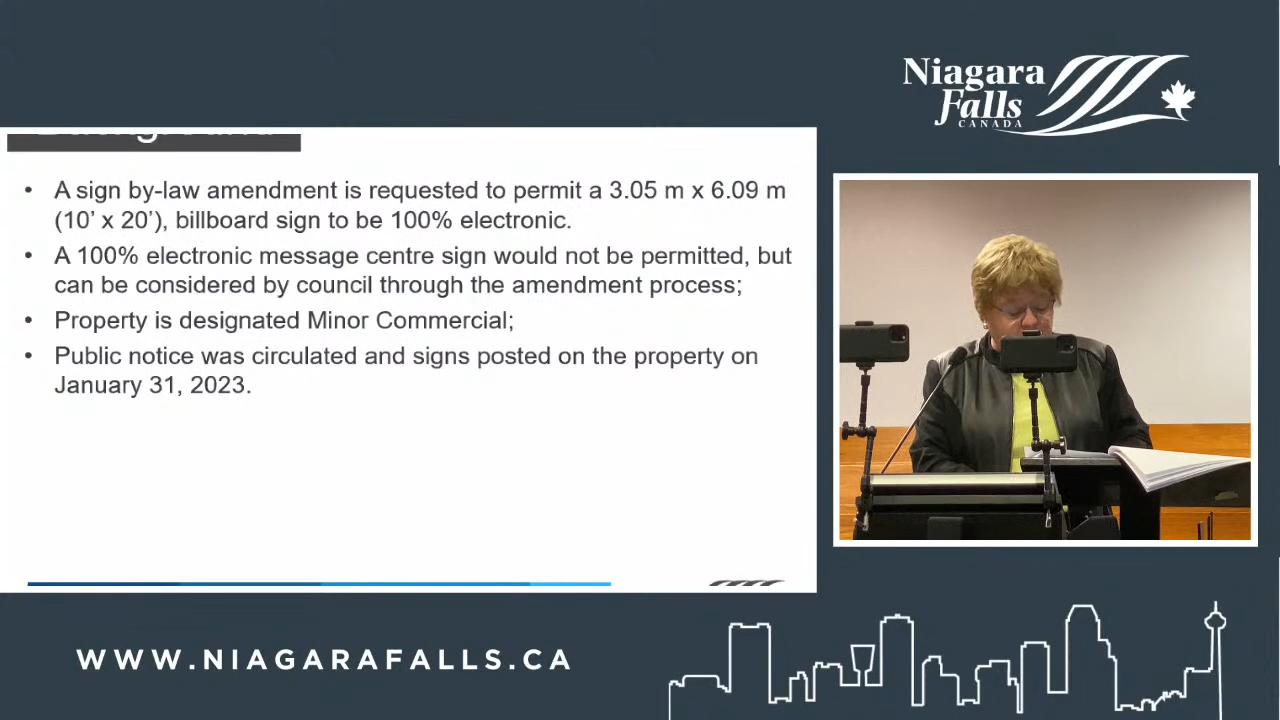 Niagara
Falls
CANADA
• A sign by-law amendment is requested to permit a 3.05 m x 6.09 m
(10' x 20'), billboard sign to be 100% electronic.
• A 100% electronic message centre sign would not be permitted, but
can be considered by council through the amendment process;
• Property is designated Minor Commercial;
• Public notice was circulated and signs posted on the property on
January 31, 2023.
WWW.NIAGARAFALLS.CA